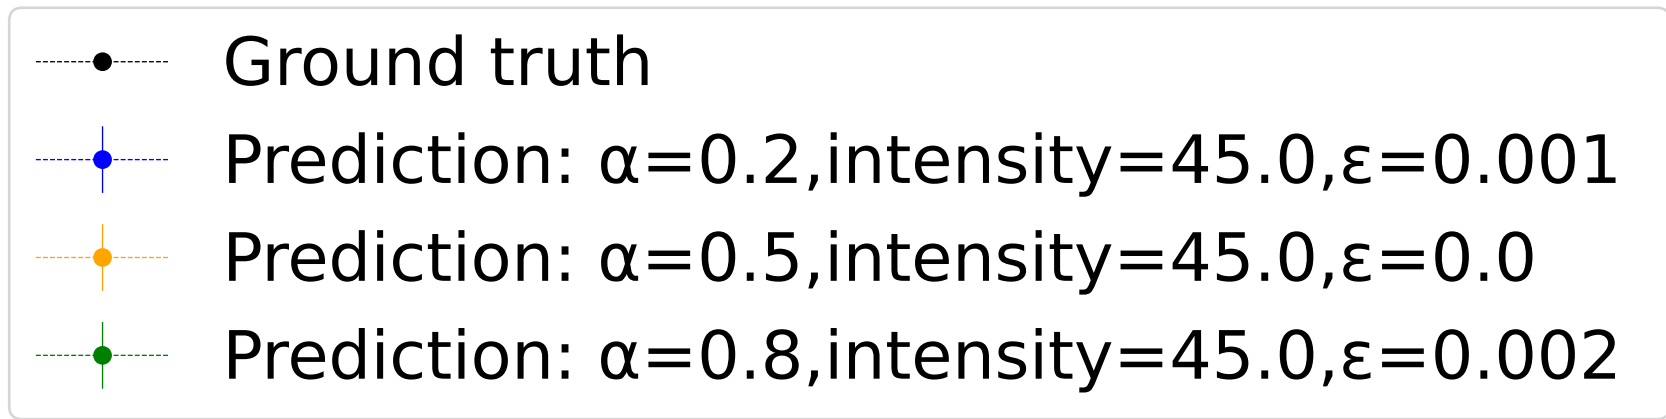 Ground truth
Prediction: α=0.2,intensity=45.0,ε=0.001
Prediction: α=0.5,intensity=45.0,ε=0.0
Prediction: α=0.8,intensity=45.0,ε=0.002